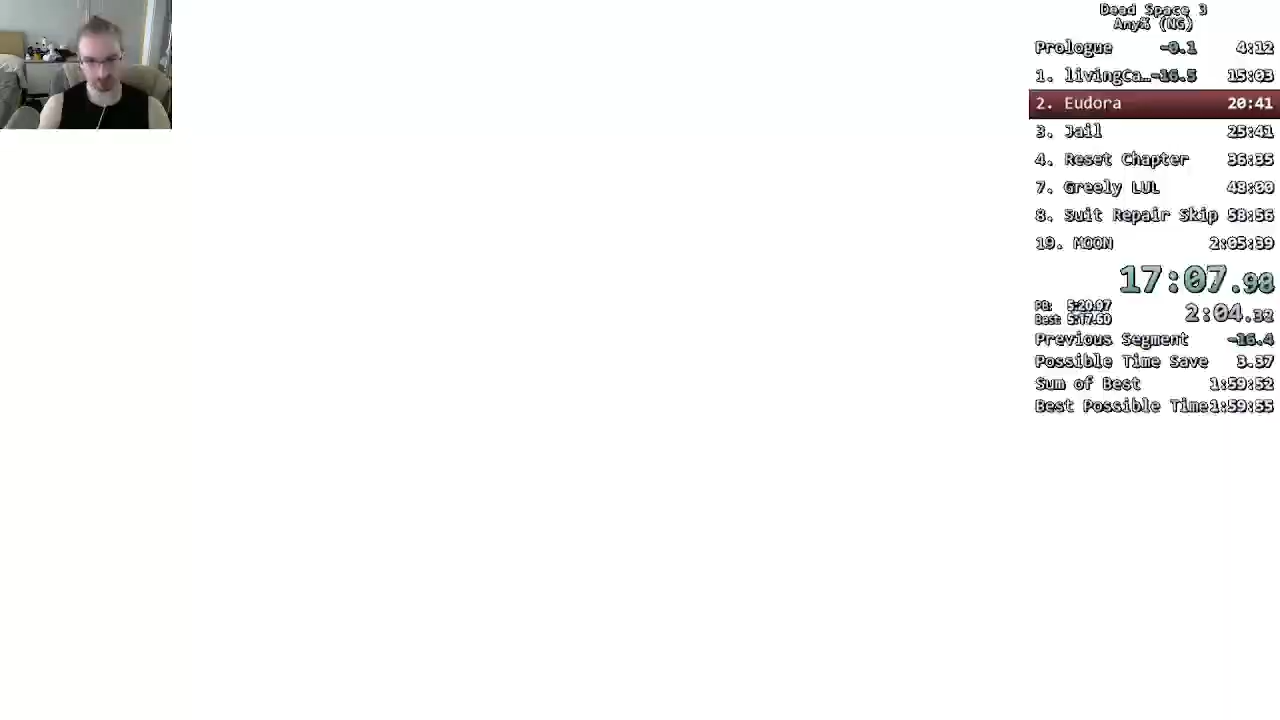 Dead Space 3
Any% (NG)
Prologue -0.1 4:12
1. livingCa… -16.5 15:03
2. Eudora 20:41
3. Jail 25:41
4. Reset Chapter 36:35
7. Greely LUL 48:00
8. Suit Repair Skip 58:56
19. MOON 2:05:39
17:07.98
PB: 5:20.97 2:04.38
Best: 5:17.60
Previous Segment -16.4
Possible Time Save 3.37
Sum of Best 1:59:52
Best Possible Time 1:59:55